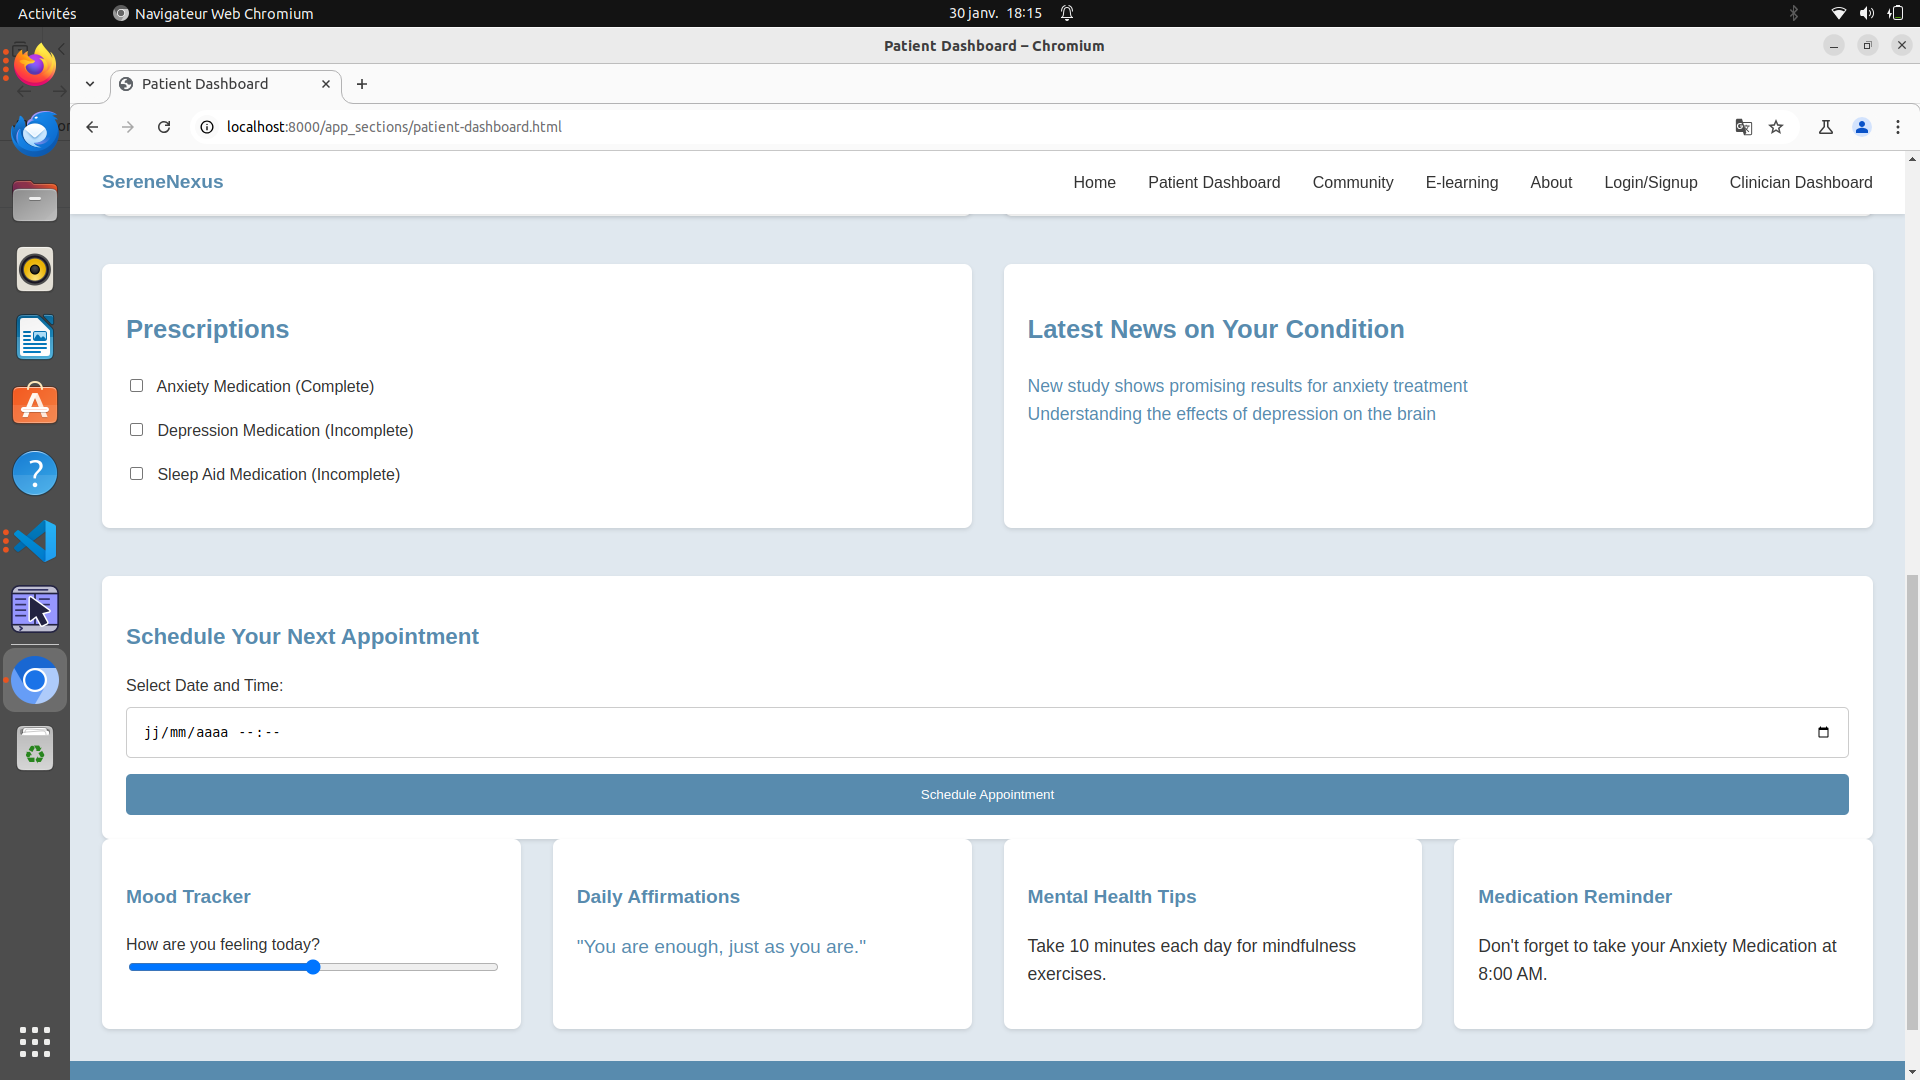 Activités
Navigateur Web Chromium
30 janv. 18:15
Patient Dashboard – Chromium
Patient Dashboard
localhost:8000/app_sections/patient-dashboard.html
SereneNexus
Home
Patient Dashboard
Community
E-learning
About
Login/Signup
Clinician Dashboard
Prescriptions
Anxiety Medication (Complete)
Depression Medication (Incomplete)
Sleep Aid Medication (Incomplete)
Latest News on Your Condition
New study shows promising results for anxiety treatment
Understanding the effects of depression on the brain
Schedule Your Next Appointment
Select Date and Time:
jj/mm/aaaa --:--
Schedule Appointment
Mood Tracker
How are you feeling today?
Daily Affirmations
"You are enough, just as you are."
Mental Health Tips
Take 10 minutes each day for mindfulness
exercises.
Medication Reminder
Don't forget to take your Anxiety Medication at
8:00 AM.